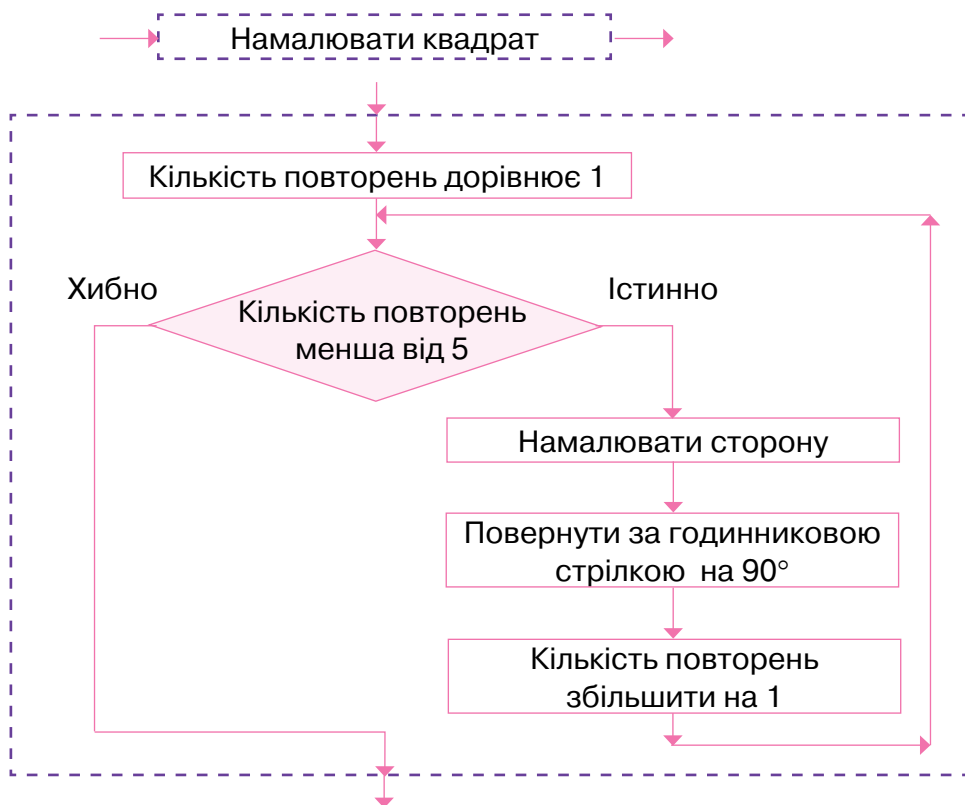 Намалювати квадрат
Кількість повторень дорівнює 1
Хибно
Істинно
Кількість повторень
менша від 5
Намалювати сторону
Повернути за годинниковою
стрілкою на 90°
Кількість повторень
збільшити на 1